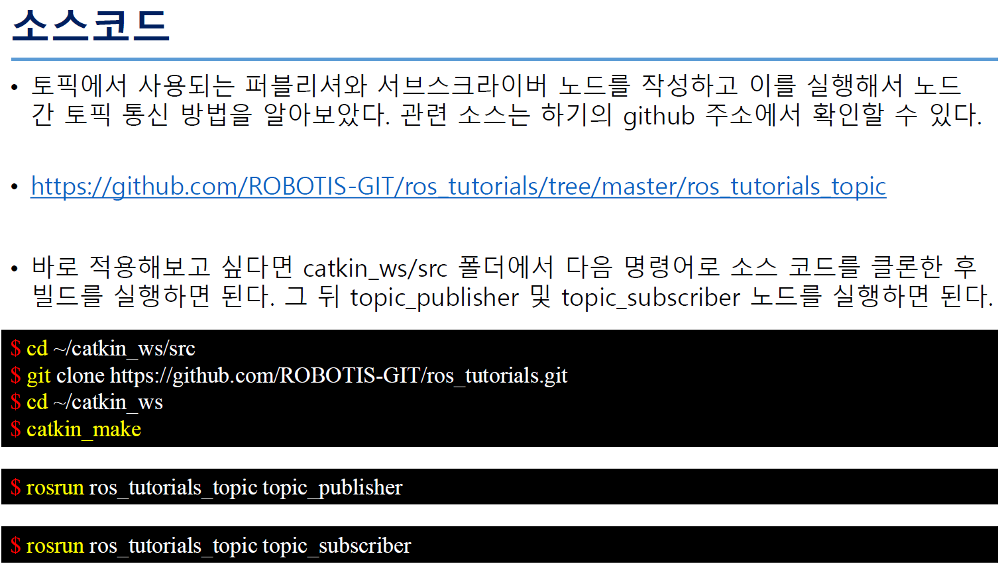 소스코드
• 토픽에서 사용되는 퍼블리셔와 서브스크라이버 노드를 작성하고 이를 실행해서 노드
간 토픽 통신 방법을 알아보았다. 관련 소스는 하기의 github 주소에서 확인할 수 있다.
• https://github.com/ROBOTIS-GIT/ros_tutorials/tree/master/ros_tutorials_topic
• 바로 적용해보고 싶다면 catkin_ws/src 폴더에서 다음 명령어로 소스 코드를 클론한 후
빌드를 실행하면 된다. 그 뒤 topic_publisher 및 topic_subscriber 노드를 실행하면 된다.
$ cd ~/catkin_ws/src
$ git clone https://github.com/ROBOTIS-GIT/ros_tutorials.git
$ cd ~/catkin_ws
$ catkin_make
$ rosrun ros_tutorials_topic topic_publisher
$ rosrun ros_tutorials_topic topic_subscriber